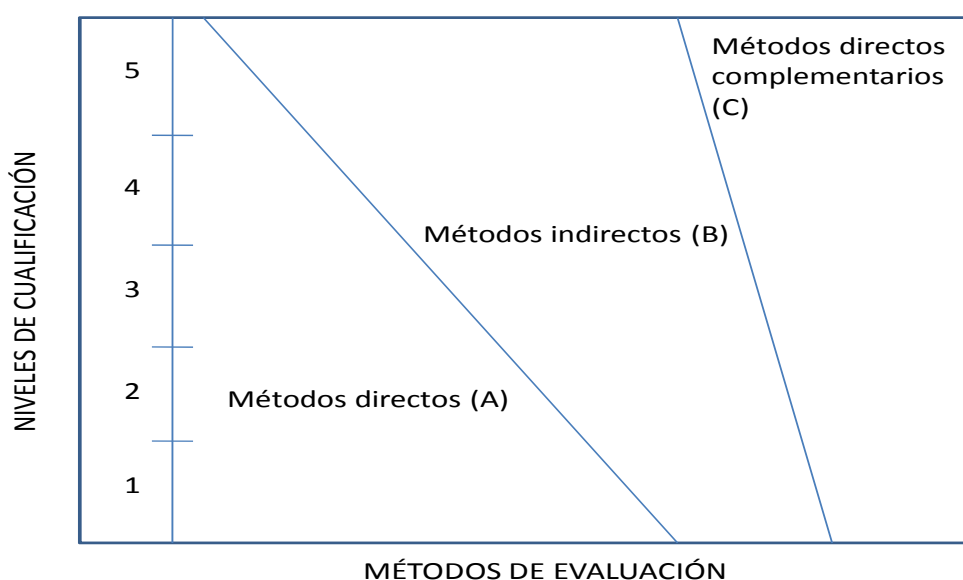 Métodos directos
complementarios
(C)
5
4
Métodos indirectos (B)
3
2
Métodos directos (A)
1
NIVELES DE CUALIFICACIÓN
MÉTODOS DE EVALUACIÓN